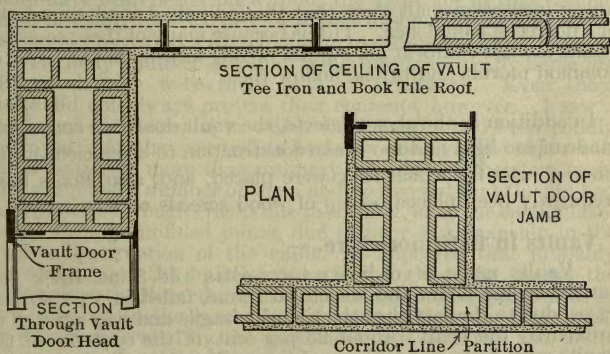 SECTION OF CEILING OF VAULT
Tee Iron and Book Tile Roof.
PLAN
SECTION OF
VAULT DOOR
JAMB
Vault Door
Frame
SECTION
Through Vault
Door Head
Corridor Line
Partition